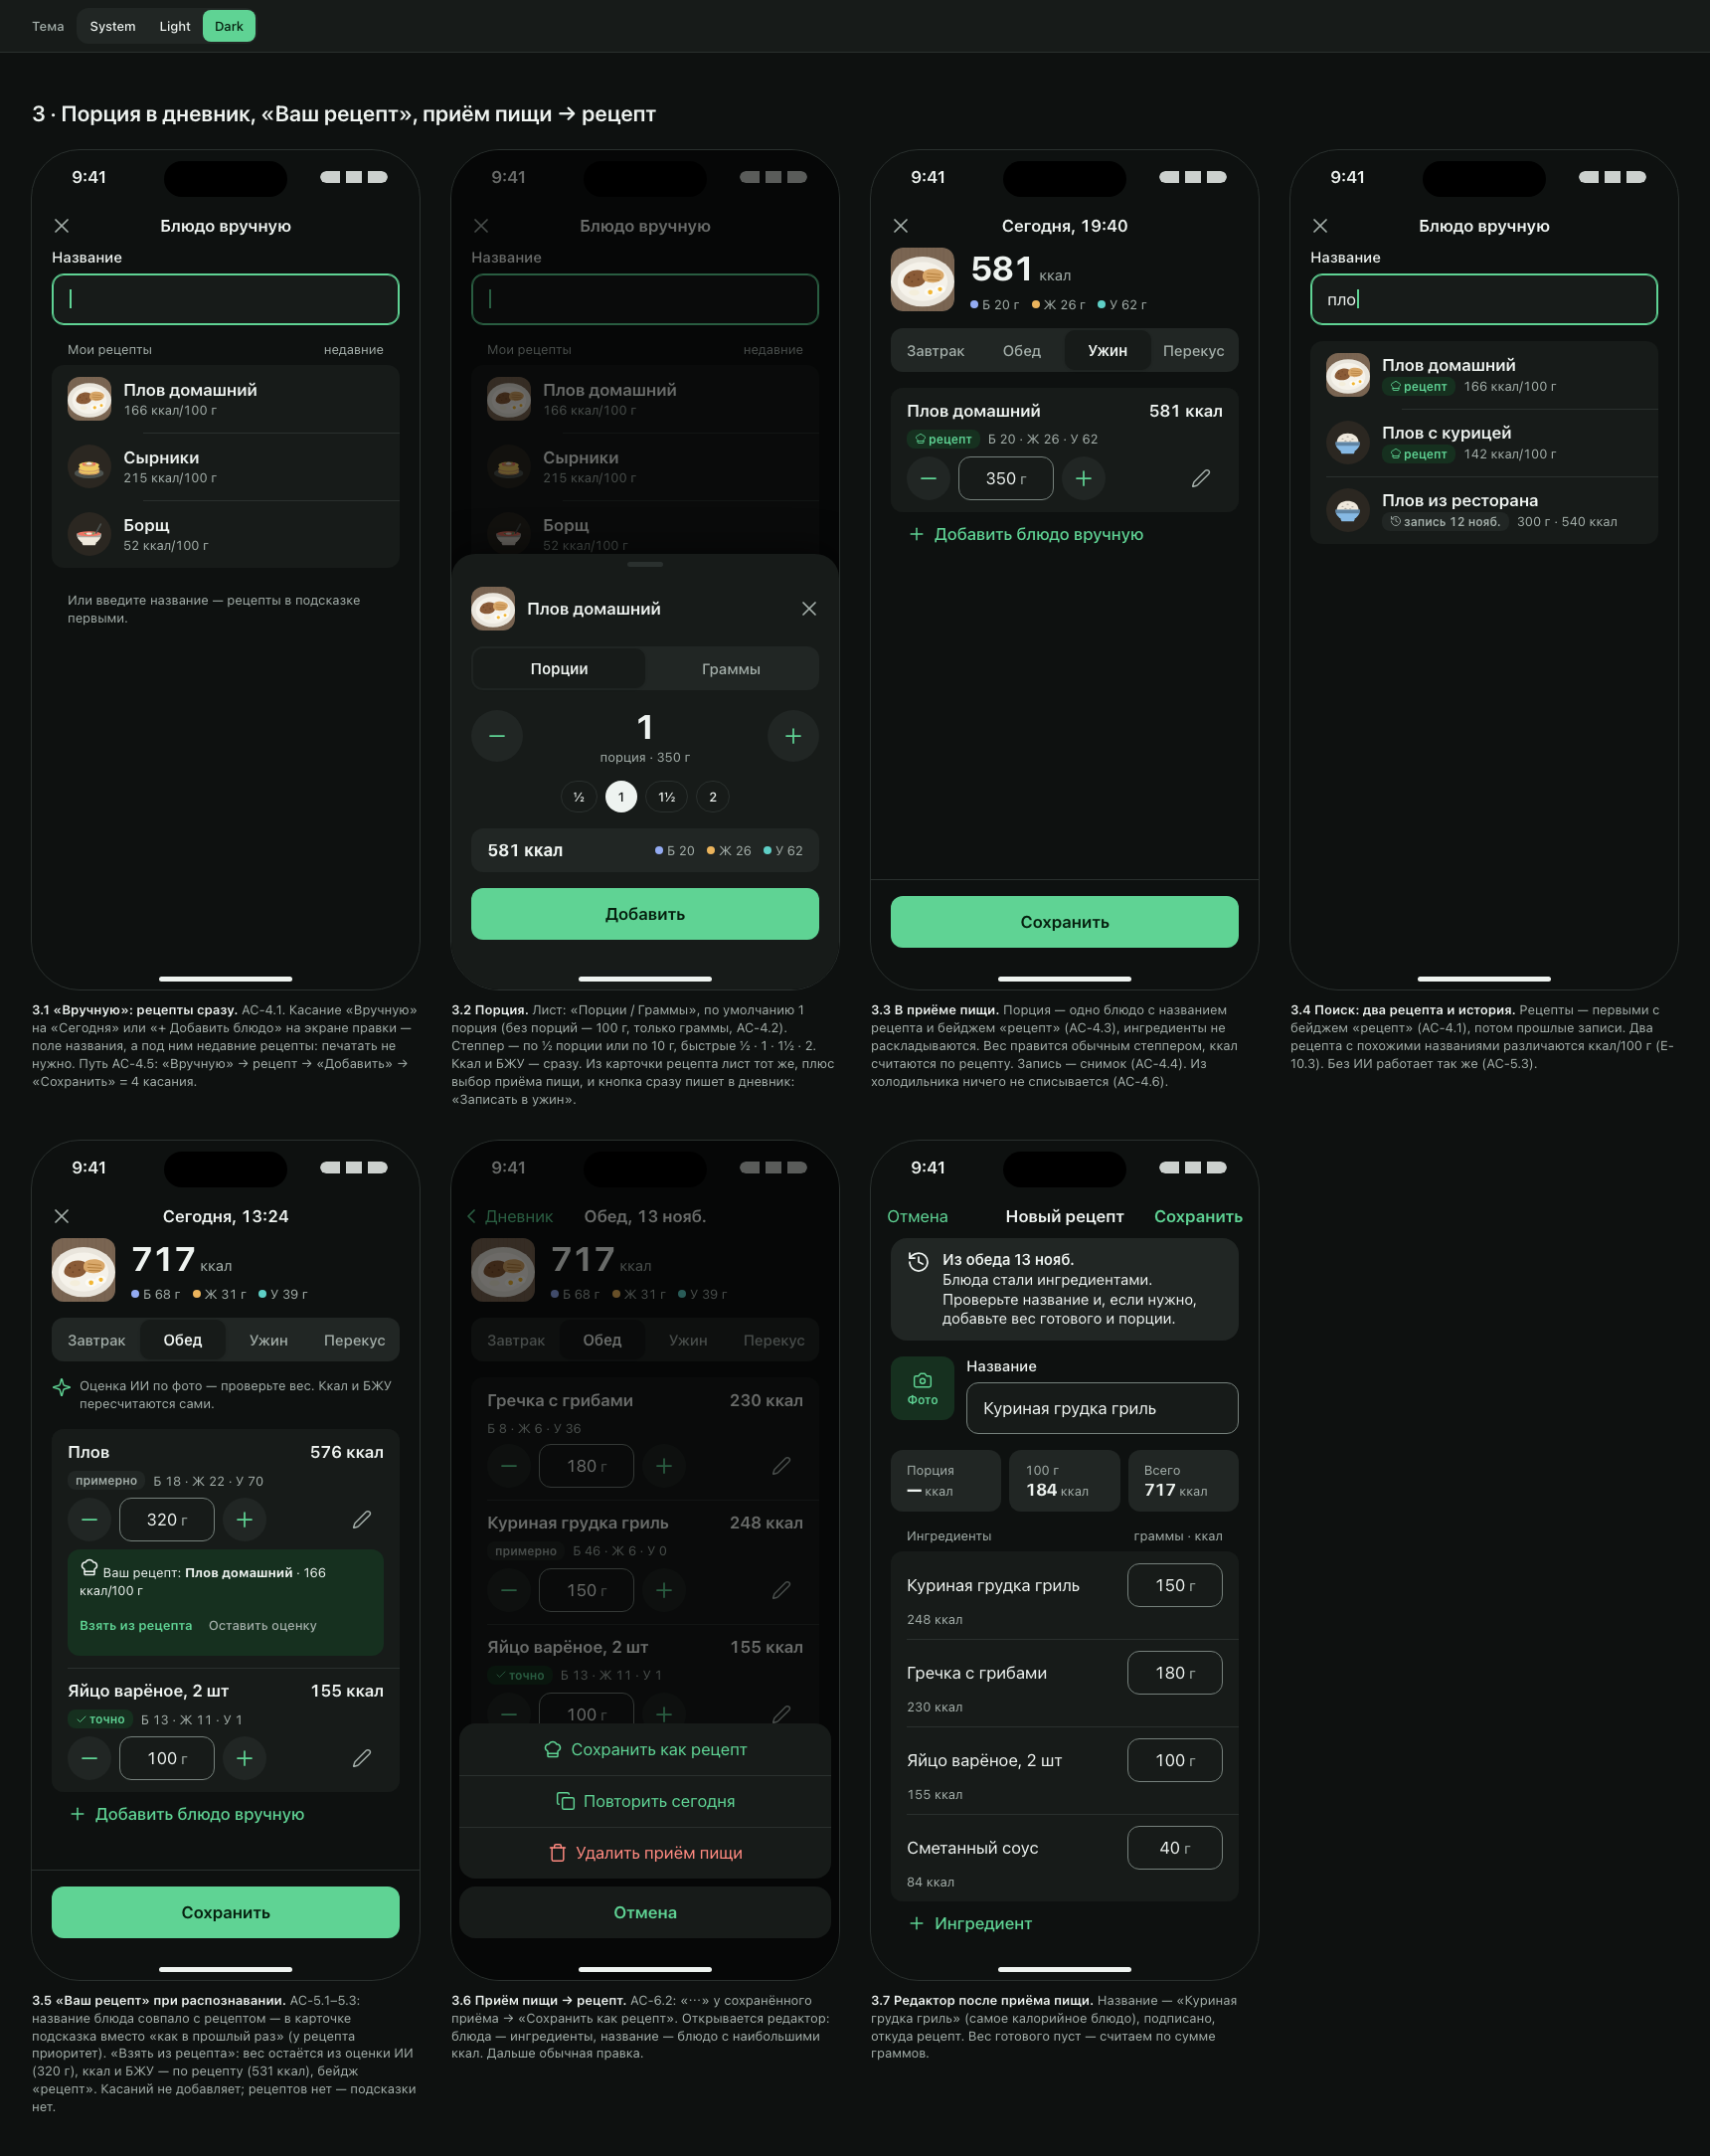 Тема System Light Dark
3 · Порция в дневник, «Ваш рецепт», приём пищи → рецепт
9:41
Блюдо вручную
Название
Мои рецепты недавние
Плов домашний
166 ккал/100 г
Сырники
215 ккал/100 г
Борщ
52 ккал/100 г
Или введите название — рецепты в подсказке
первыми.
3.1 «Вручную»: рецепты сразу. AC-4.1. Касание «Вручную»
на «Сегодня» или «+ Добавить блюдо» на экране правки —
поле названия, а под ним недавние рецепты: печатать не
нужно. Путь AC-4.5: «Вручную» → рецепт → «Добавить» →
«Сохранить» = 4 касания.
9:41
Блюдо вручную
Название
Мои рецепты недавние
Плов домашний
166 ккал/100 г
Сырники
215 ккал/100 г
Борщ
52 ккал/100 г
Плов домашний
Порции Граммы
1
порция · 350 г
½ 1 1½ 2
581 ккал Б 20 Ж 26 У 62
Добавить
3.2 Порция. Лист: «Порции / Граммы», по умолчанию 1
порция (без порций — 100 г, только граммы, AC-4.2).
Степпер — по ½ порции или по 10 г, быстрые ½ · 1 · 1½ · 2.
Ккал и БЖУ — сразу. Из карточки рецепта лист тот же, плюс
выбор приёма пищи, и кнопка сразу пишет в дневник:
«Записать в ужин».
9:41
Сегодня, 19:40
581 ккал
Б 20 г Ж 26 г У 62 г
Завтрак Обед Ужин Перекус
Плов домашний 581 ккал
рецепт Б 20 · Ж 26 · У 62
350 г
Добавить блюдо вручную
Сохранить
3.3 В приёме пищи. Порция — одно блюдо с названием
рецепта и бейджем «рецепт» (AC-4.3), ингредиенты не
раскладываются. Вес правится обычным степпером, ккал
считаются по рецепту. Запись — снимок (AC-4.4). Из
холодильника ничего не списывается (AC-4.6).
9:41
Блюдо вручную
Название
пло
Плов домашний
рецепт 166 ккал/100 г
Плов с курицей
рецепт 142 ккал/100 г
Плов из ресторана
запись 12 нояб. 300 г · 540 ккал
3.4 Поиск: два рецепта и история. Рецепты — первыми с
бейджем «рецепт» (AC-4.1), потом прошлые записи. Два
рецепта с похожими названиями различаются ккал/100 г (E-
10.3). Без ИИ работает так же (AC-5.3).
9:41
Сегодня, 13:24
717 ккал
Б 68 г Ж 31 г У 39 г
Завтрак Обед Ужин Перекус
Оценка ИИ по фото — проверьте вес. Ккал и БЖУ
пересчитаются сами.
Плов 576 ккал
примерно Б 18 · Ж 22 · У 70
320 г
Ваш рецепт: Плов домашний · 166
ккал/100 г
Взять из рецепта Оставить оценку
Яйцо варёное, 2 шт 155 ккал
точно Б 13 · Ж 11 · У 1
100 г
Добавить блюдо вручную
Сохранить
3.5 «Ваш рецепт» при распознавании. AC-5.1–5.3:
название блюда совпало с рецептом — в карточке
подсказка вместо «как в прошлый раз» (у рецепта
приоритет). «Взять из рецепта»: вес остаётся из оценки ИИ
(320 г), ккал и БЖУ — по рецепту (531 ккал), бейдж
«рецепт». Касаний не добавляет; рецептов нет — подсказки
нет.
9:41
Дневник Обед, 13 нояб.
717 ккал
Б 68 г Ж 31 г У 39 г
Завтрак Обед Ужин Перекус
Гречка с грибами 230 ккал
Б 8 · Ж 6 · У 36
180 г
Куриная грудка гриль 248 ккал
примерно Б 46 · Ж 6 · У 0
150 г
Яйцо варёное, 2 шт 155 ккал
точно Б 13 · Ж 11 · У 1
100 г
Сохранить как рецепт
Повторить сегодня
Удалить приём пищи
Отмена
3.6 Приём пищи → рецепт. AC-6.2: «···» у сохранённого
приёма → «Сохранить как рецепт». Открывается редактор:
блюда — ингредиенты, название — блюдо с наибольшими
ккал. Дальше обычная правка.
9:41
Отмена Новый рецепт Сохранить
Из обеда 13 нояб.
Блюда стали ингредиентами.
Проверьте название и, если нужно,
добавьте вес готового и порции.
Фото
Название
Куриная грудка гриль
Порция 100 г Всего
— ккал 184 ккал 717 ккал
Ингредиенты граммы · ккал
Куриная грудка гриль 150 г
248 ккал
Гречка с грибами 180 г
230 ккал
Яйцо варёное, 2 шт 100 г
155 ккал
Сметанный соус 40 г
84 ккал
Ингредиент
3.7 Редактор после приёма пищи. Название — «Куриная
грудка гриль» (самое калорийное блюдо), подписано,
откуда рецепт. Вес готового пуст — считаем по сумме
граммов.